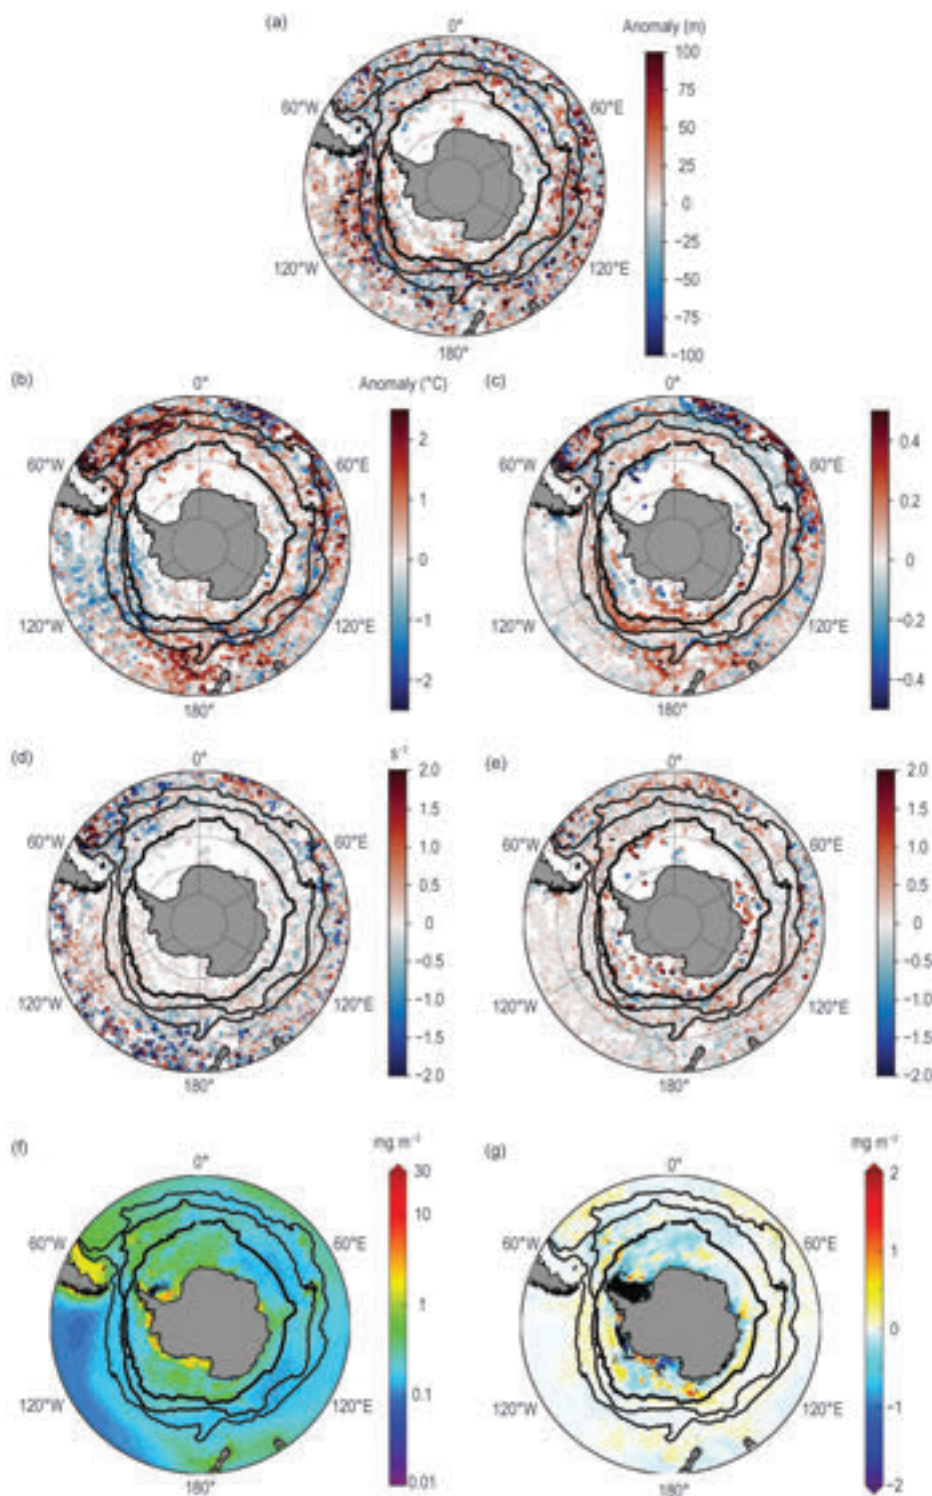 (a)
0°
Anomaly (m)
100
60°W
60°E
75
50
25
0
−25
120°W
120°E
−50
−75
180°
−100
(b)
0°
Anomaly (°C)
(c)
0°
60°W
60°E
2
60°W
60°E
0.4
1
0.2
0
0
120°W
120°E
−1
120°W
120°E
−0.2
−2
−0.4
180°
180°
(d)
0°
s⁻²
(e)
0°
2.0
2.0
60°W
60°E
1.5
60°W
60°E
1.5
1.0
1.0
0.5
0.5
0
0
−0.5
−0.5
120°W
120°E
−1.0
120°W
120°E
−1.0
−1.5
−1.5
180°
−2.0
180°
−2.0
(f)
0°
mg m⁻³
(g)
0°
mg m⁻³
30
2
60°W
60°E
10
60°W
60°E
1
1
0
120°W
120°E
0.1
120°W
120°E
−1
180°
0.01
180°
−2